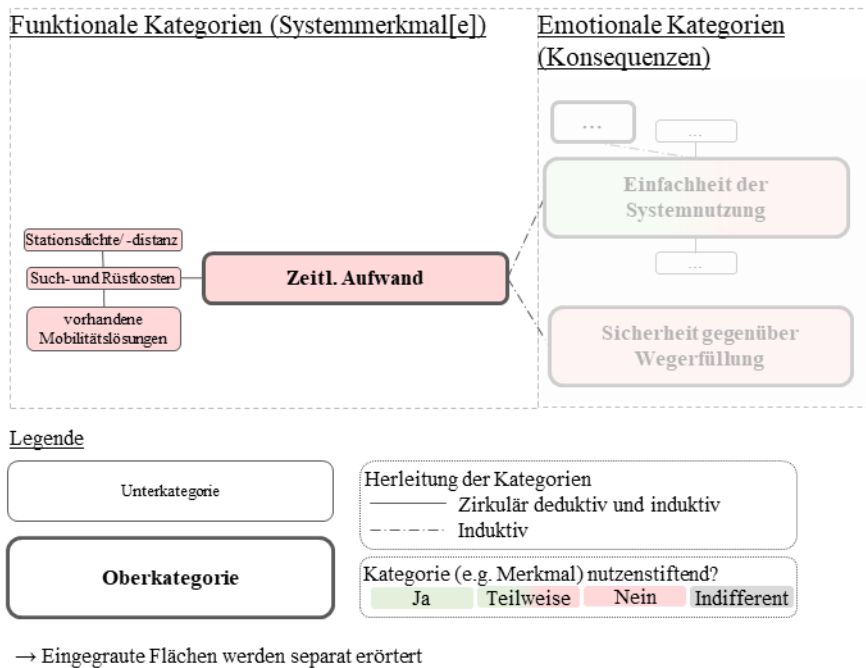 Funktionale Kategorien (Systemmerkmal[e])
Emotionale Kategorien
(Konsequenzen)
...
...
Einfachheit der
Systemnutzung
...
Stationsdichte/ -distanz
Such- und Rüstkosten
vorhandene
Mobilitätslösungen
Zeitl. Aufwand
Sicherheit gegenüber
Wegerfüllung
Legende
Unterkategorie
Oberkategorie
Herleitung der Kategorien
Zirkulär deduktiv und induktiv
Induktiv
Kategorie (e.g. Merkmal) nutzenstiftend?
Ja Teilweise Nein Indifferent
→ Eingegraute Flächen werden separat erörtert